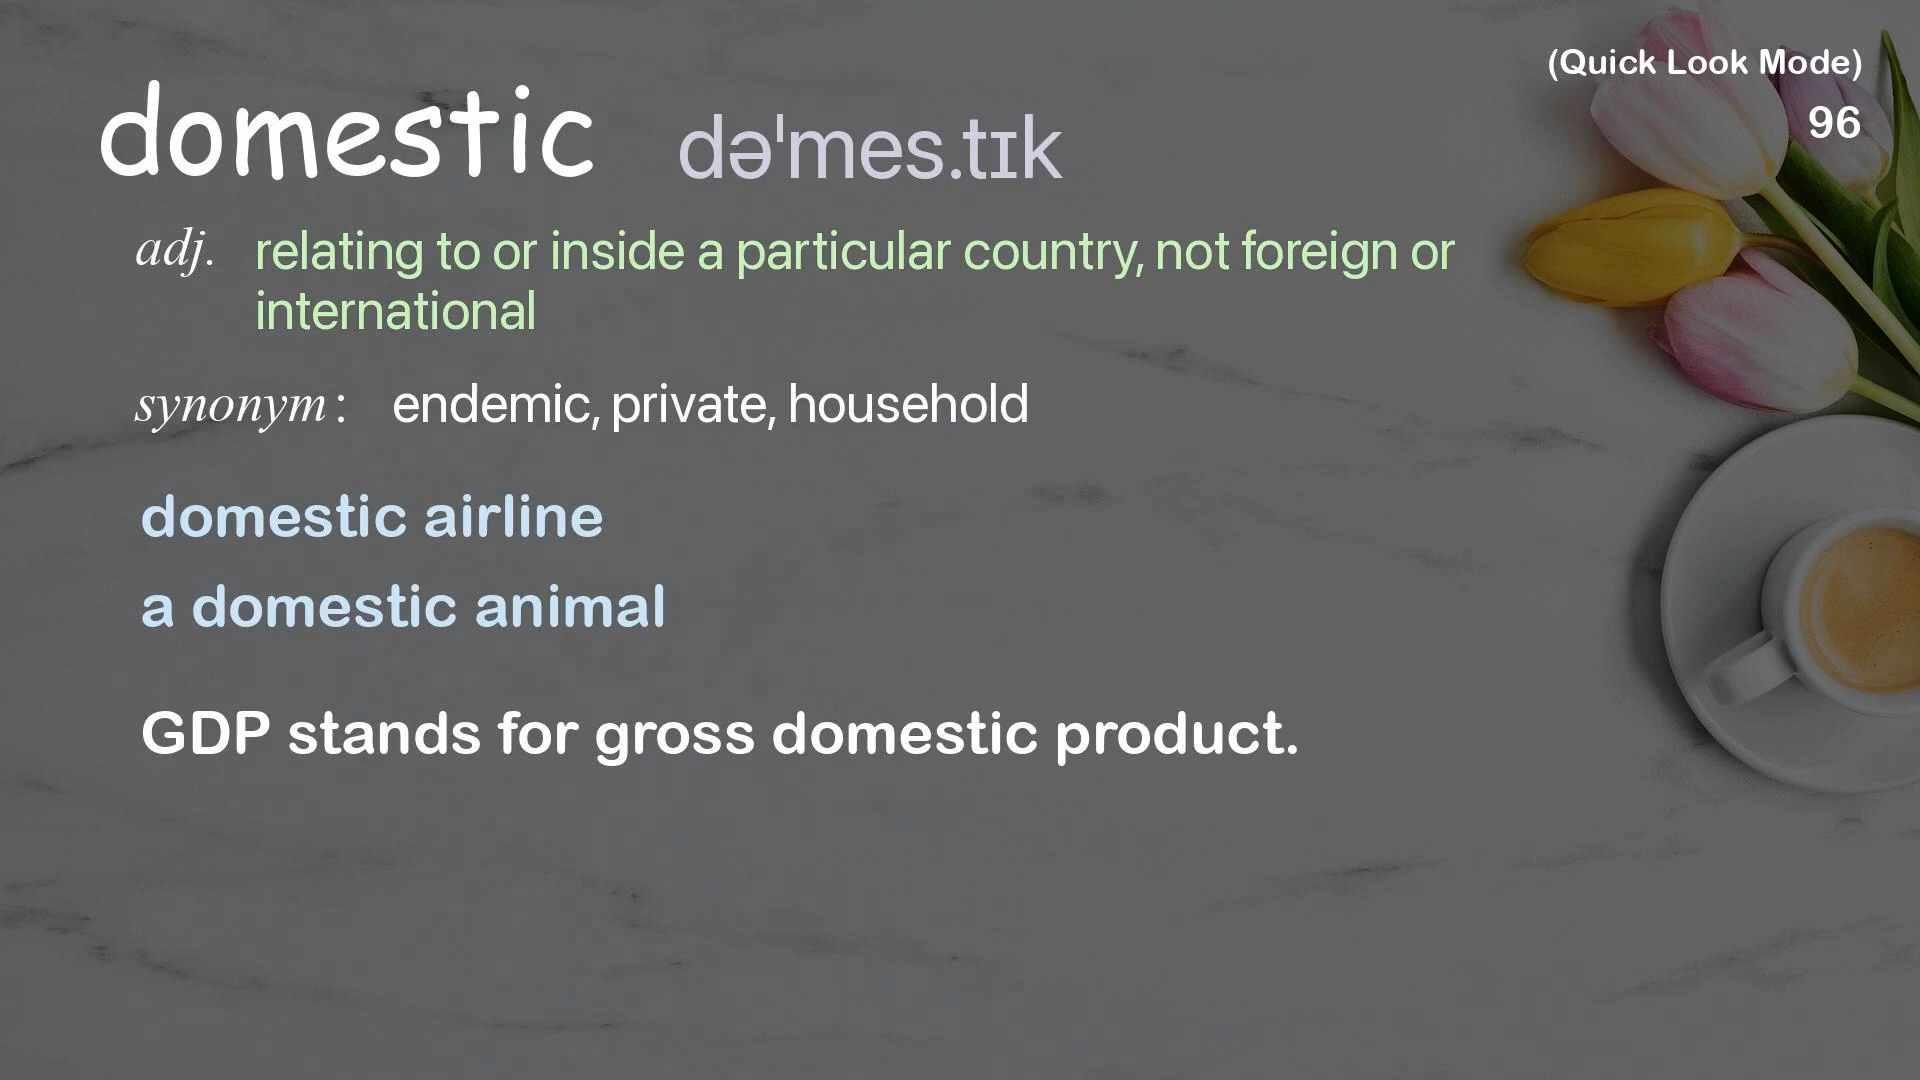 (Quick Look Mode)
96
domestic dəˈmes.tɪk
adj. relating to or inside a particular country, not foreign or
international
synonym: endemic, private, household
domestic airline
a domestic animal
GDP stands for gross domestic product.